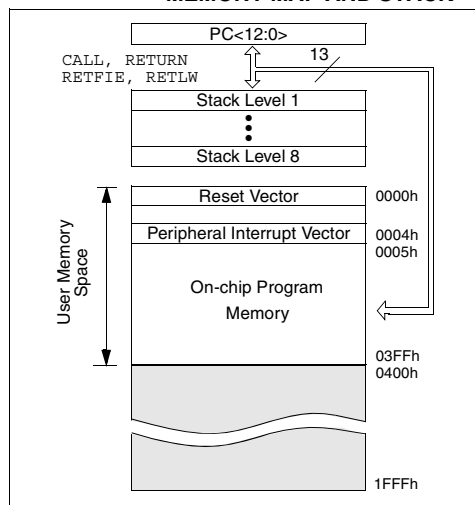 MEMORY MAP AND STACK
PC<12:0>
CALL, RETURN
RETFIE, RETLW
13
Stack Level 1
Stack Level 8
Reset Vector
0000h
Peripheral Interrupt Vector
0004h
0005h
User Memory
Space
On-chip Program
Memory
03FFh
0400h
1FFFh